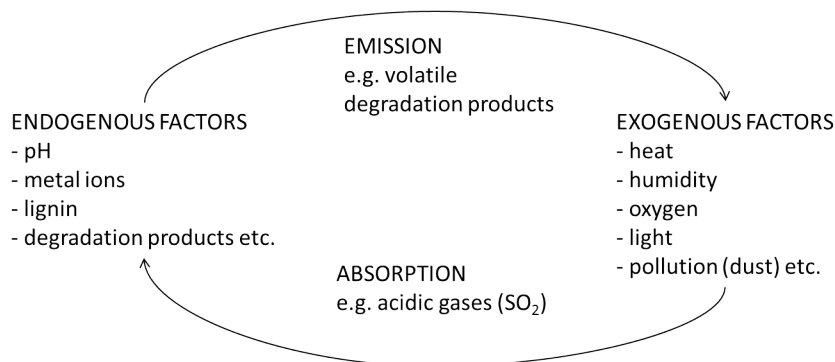 EMISSION
e.g. volatile
degradation products
ENDOGENOUS FACTORS
- pH
- metal ions
- lignin
- degradation products etc.
EXOGENOUS FACTORS
- heat
- humidity
- oxygen
- light
- pollution (dust) etc.
ABSORPTION
e.g. acidic gases (SO₂)